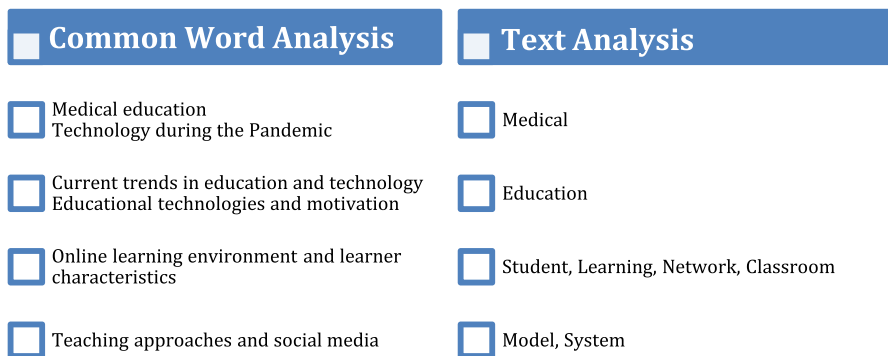 Common Word Analysis
Medical education
Technology during the Pandemic
Current trends in education and technology
Educational technologies and motivation
Online learning environment and learner
characteristics
Teaching approaches and social media
Text Analysis
Medical
Education
Student, Learning, Network, Classroom
Model, System